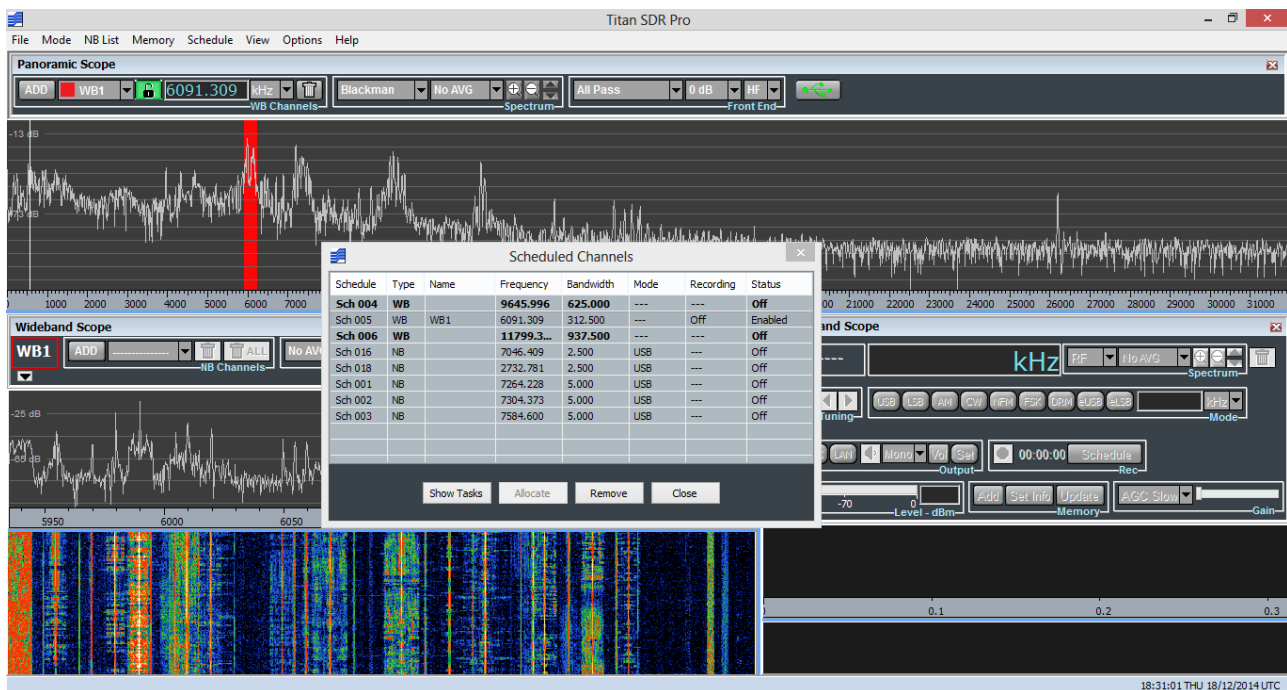 Titan SDR Pro
File Mode NB List Memory Schedule View Options Help
Panoramic Scope
ADD WB1 6091.309 kHz Blackman No AVG All Pass 0 dB HF
WB Channels Spectrum Front End
-13 dB
-73 dB
1000 2000 3000 4000 5000 6000 7000 00 21000 22000 23000 24000 25000 26000 27000 28000 29000 30000 31000
Scheduled Channels
Schedule Type Name Frequency Bandwidth Mode Recording Status
Sch 004 WB 9645.996 625.000 --- --- Off
Sch 005 WB WB1 6091.309 312.500 --- Off Enabled
Sch 006 WB 11799.3... 937.500 --- --- Off
Sch 016 NB 7046.409 2.500 USB --- Off
Sch 018 NB 2732.781 2.500 USB --- Off
Sch 001 NB 7264.228 5.000 USB --- Off
Sch 002 NB 7304.373 5.000 USB --- Off
Sch 003 NB 7584.600 5.000 USB --- Off
Show Tasks Allocate Remove Close
Wideband Scope
WB1 ADD --------------- ALL No AV
NB Channels
-25 dB
-65 dB
5950 6000 6050
and Scope
---- kHz RF No AVG
Spectrum
USB LSB AM CW NFM FSK DRM eUSB eLSB kHz
Tuning Mode
LAN Mono Vol Set 00:00:00 Schedule
Output Rec
-70 0 Add Set Info Update AGC Slow
Level - dBm Memory Gain
0.1 0.2 0.3
18:31:01 THU 18/12/2014 UTC